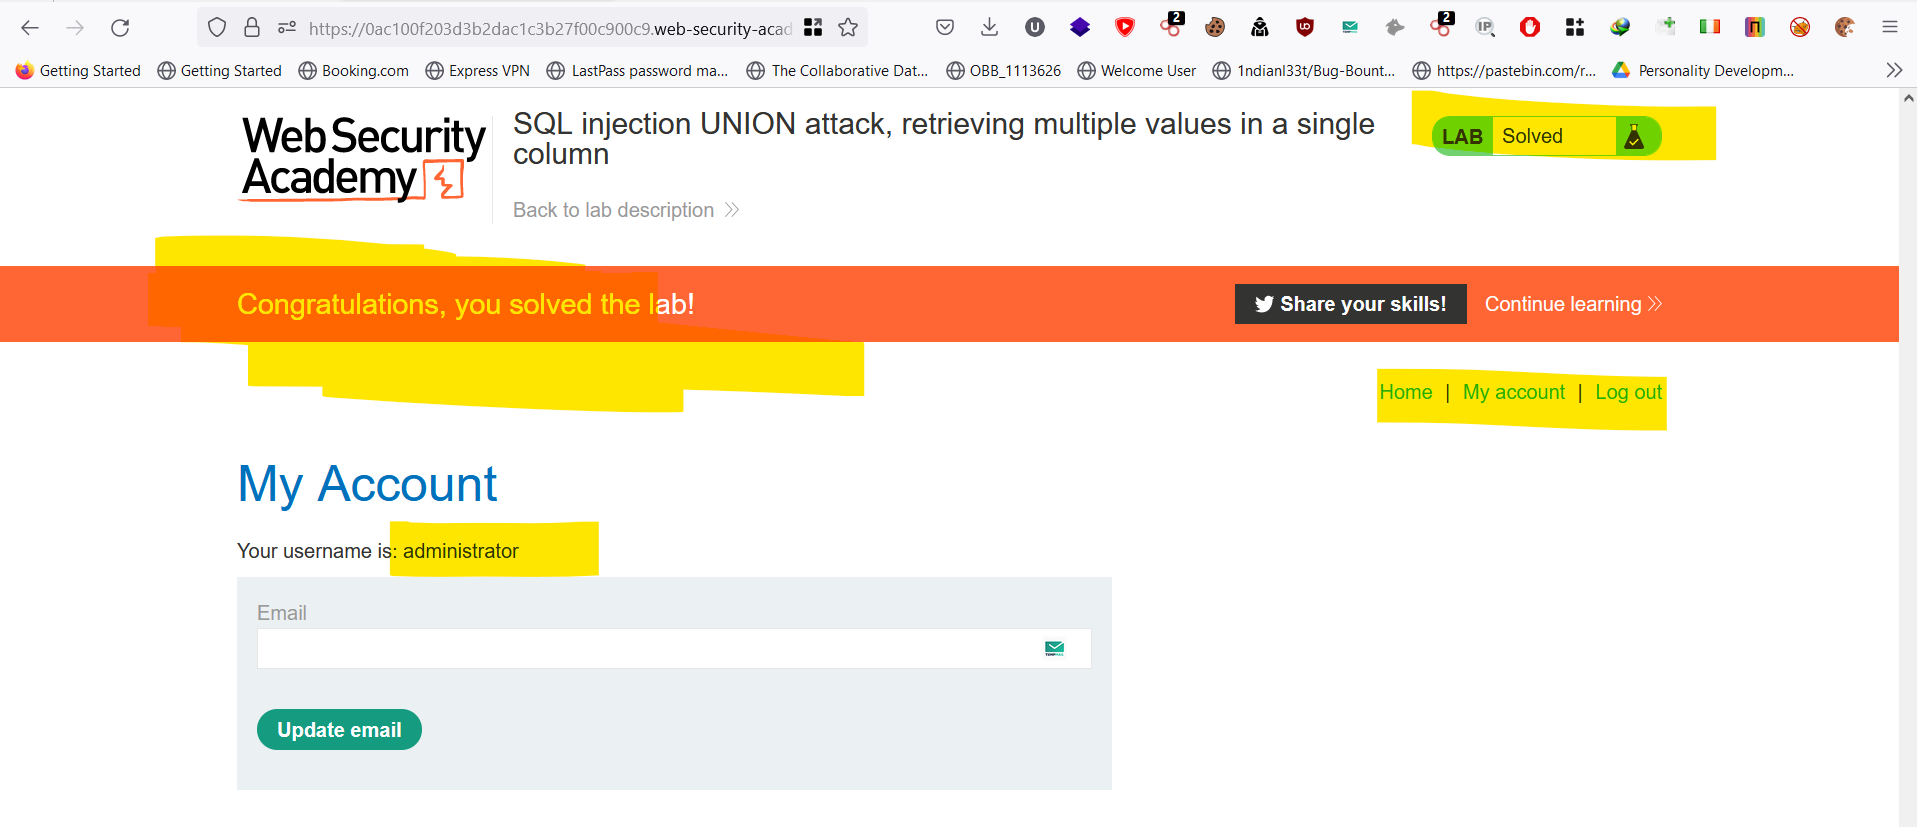 https://0ac100f203d3b2dac1c3b27f00c900c9.web-security-acad
2
2
Getting Started
Getting Started
Booking.com
Express VPN
LastPass password ma...
The Collaborative Dat...
OBB_1113626
Welcome User
1ndianl33t/Bug-Bount...
https://pastebin.com/r...
Personality Developm...
Web Security
Academy
SQL injection UNION attack, retrieving multiple values in a single
column
LAB Solved
Back to lab description
Congratulations, you solved the lab!
Share your skills!
Continue learning
Home | My account | Log out
My Account
Your username is: administrator
Email
Update email